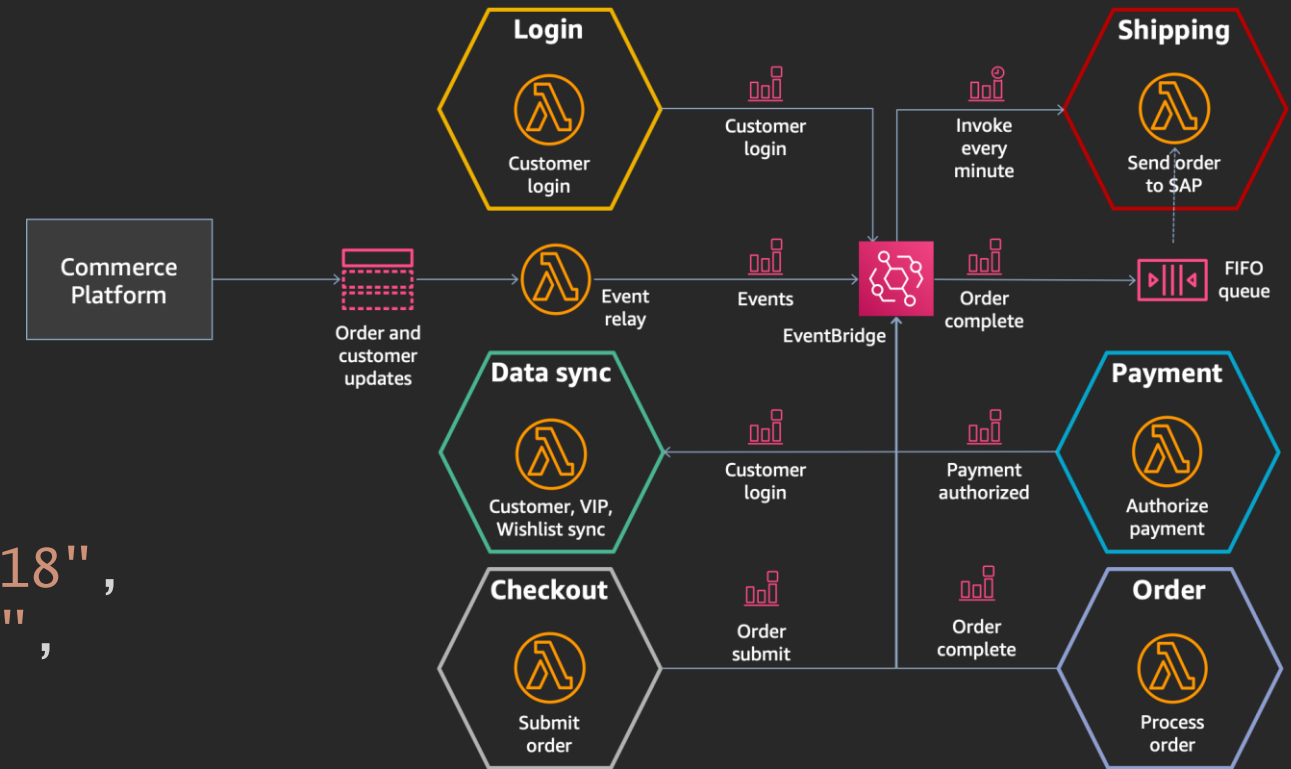 Login
Customer
login
Customer
login
Invoke
every
minute
Shipping
Send order
to SAP
Commerce
Platform
Order and
customer
updates
Event
relay
Events
EventBridge
Order
complete
FIFO
queue
Data sync
Customer, VIP,
Wishlist sync
Customer
login
Payment
authorized
Payment
Authorize
payment
18",
",
Checkout
Submit
order
Order
submit
Order
complete
Order
Process
order